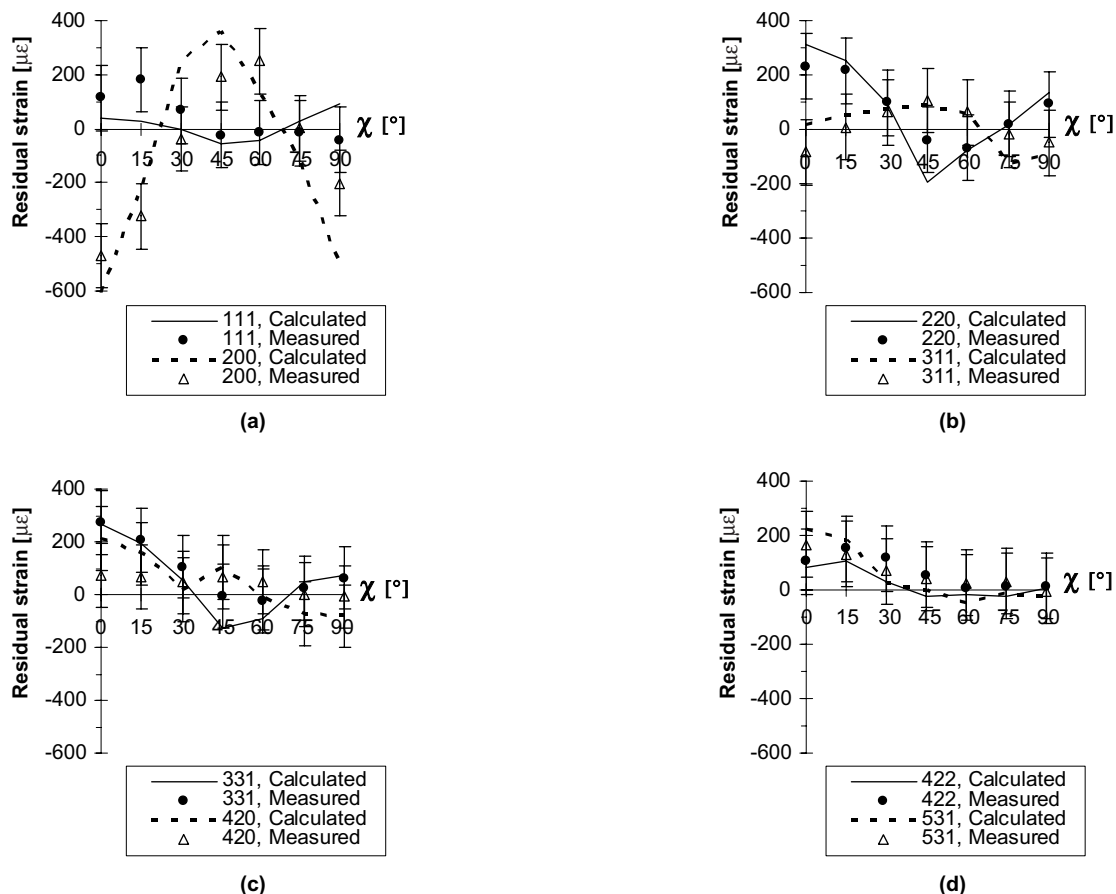 400
200
0
-200
-400
-600
Residual strain [µε]
0 15 30 45 60 75 90
χ [°]
111, Calculated
111, Measured
200, Calculated
200, Measured
(a)
400
200
0
-200
-400
-600
Residual strain [µε]
0 15 30 45 60 75 90
χ [°]
220, Calculated
220, Measured
311, Calculated
311, Measured
(b)
400
200
0
-200
-400
-600
Residual strain [µε]
0 15 30 45 60 75 90
χ [°]
331, Calculated
331, Measured
420, Calculated
420, Measured
(c)
400
200
0
-200
-400
-600
Residual strain [µε]
0 15 30 45 60 75 90
χ [°]
422, Calculated
422, Measured
531, Calculated
531, Measured
(d)